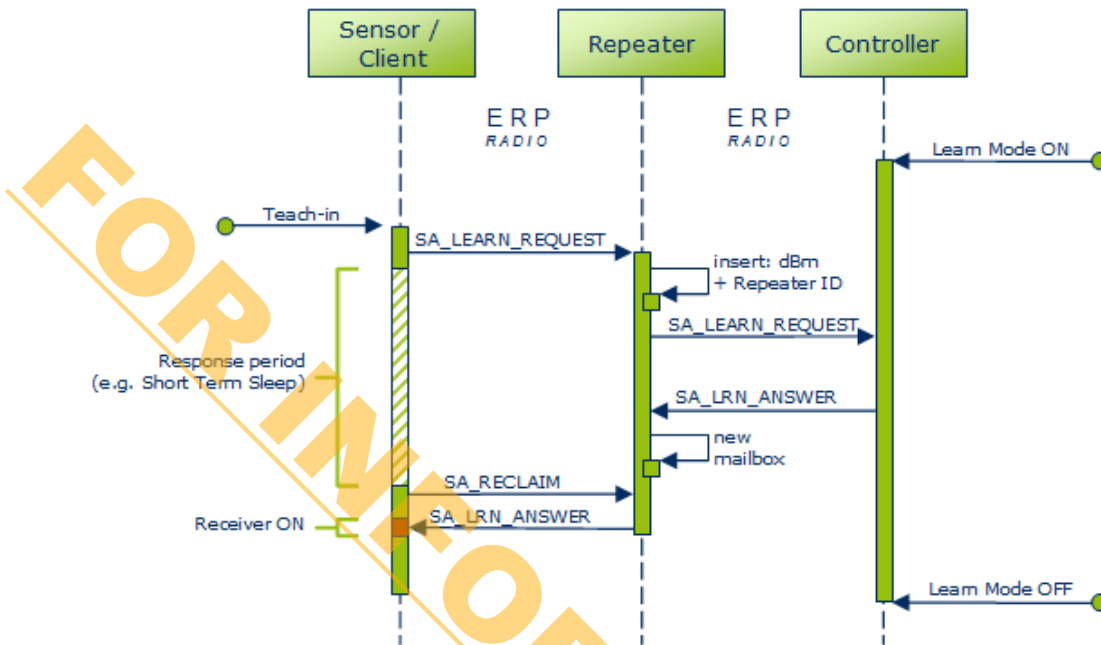 Sensor /
Client
Repeater
Controller
ERP
RADIO
ERP
RADIO
Learn Mode ON
Teach-in
SA_LEARN_REQUEST
insert: dBm
+ Repeater ID
SA_LEARN_REQUEST
Response period
(e.g. Short Term Sleep)
SA_LRN_ANSWER
new
mailbox
SA_RECLAIM
Receiver ON
SA_LRN_ANSWER
Learn Mode OFF
FOR INFO